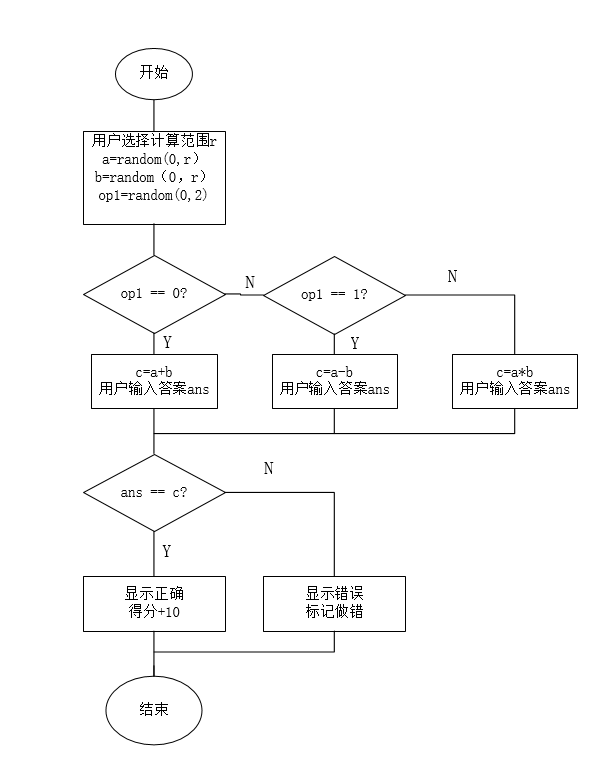 开始
用户选择计算范围r
a=random(0,r）
b=random（0，r）
op1=random(0,2)
op1 == 0?
N
op1 == 1?
N
Y
Y
c=a+b
用户输入答案ans
c=a-b
用户输入答案ans
c=a*b
用户输入答案ans
ans == c?
N
Y
显示正确
得分+10
显示错误
标记做错
结束